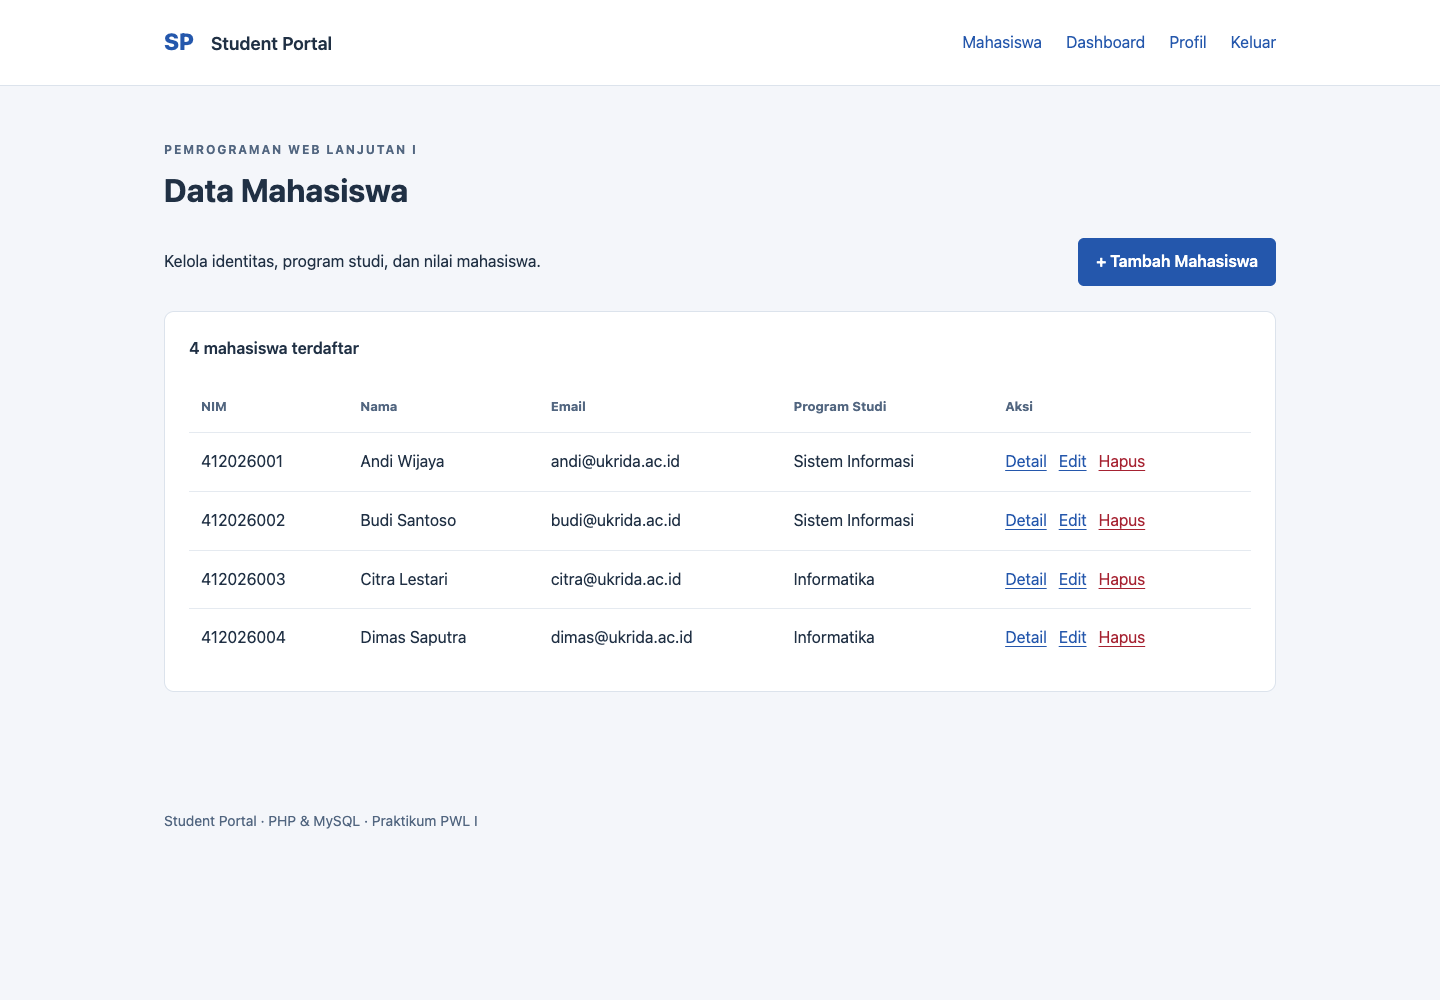 SP Student Portal Mahasiswa Dashboard Profil Keluar
PEMROGRAMAN WEB LANJUTAN I
Data Mahasiswa
Kelola identitas, program studi, dan nilai mahasiswa. + Tambah Mahasiswa
4 mahasiswa terdaftar
NIM Nama Email Program Studi Aksi
412026001 Andi Wijaya andi@ukrida.ac.id Sistem Informasi Detail Edit Hapus
412026002 Budi Santoso budi@ukrida.ac.id Sistem Informasi Detail Edit Hapus
412026003 Citra Lestari citra@ukrida.ac.id Informatika Detail Edit Hapus
412026004 Dimas Saputra dimas@ukrida.ac.id Informatika Detail Edit Hapus
Student Portal · PHP & MySQL · Praktikum PWL I